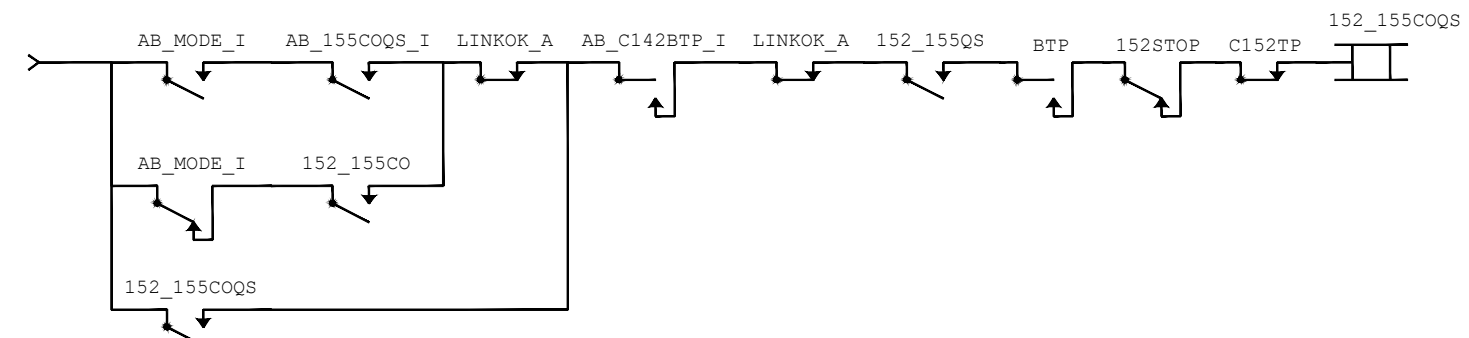 152_155COQS
AB_MODE_I AB_155COQS_I LINKOK_A AB_C142BTP_I LINKOK_A 152_155QS BTP 152STOP C152TP
AB_MODE_I 152_155CO
152_155COQS